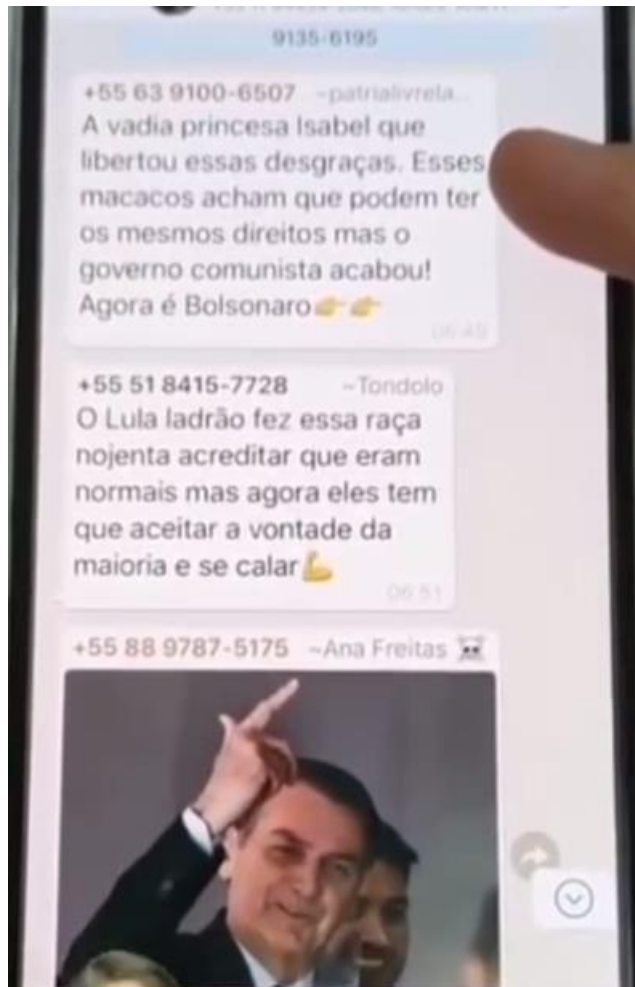 9135-6195
+55 63 9100-6507 ~patrialivrela...
A vadia princesa Isabel que
libertou essas desgraças. Esses
macacos acham que podem ter
os mesmos direitos mas o
governo comunista acabou!
Agora é Bolsonaro👉👉
06:49
+55 51 8415-7728 ~Tondolo
O Lula ladrão fez essa raça
nojenta acreditar que eram
normais mas agora eles tem
que aceitar a vontade da
maioria e se calar💪
06:51
+55 88 9787-5175 ~Ana Freitas ☠️